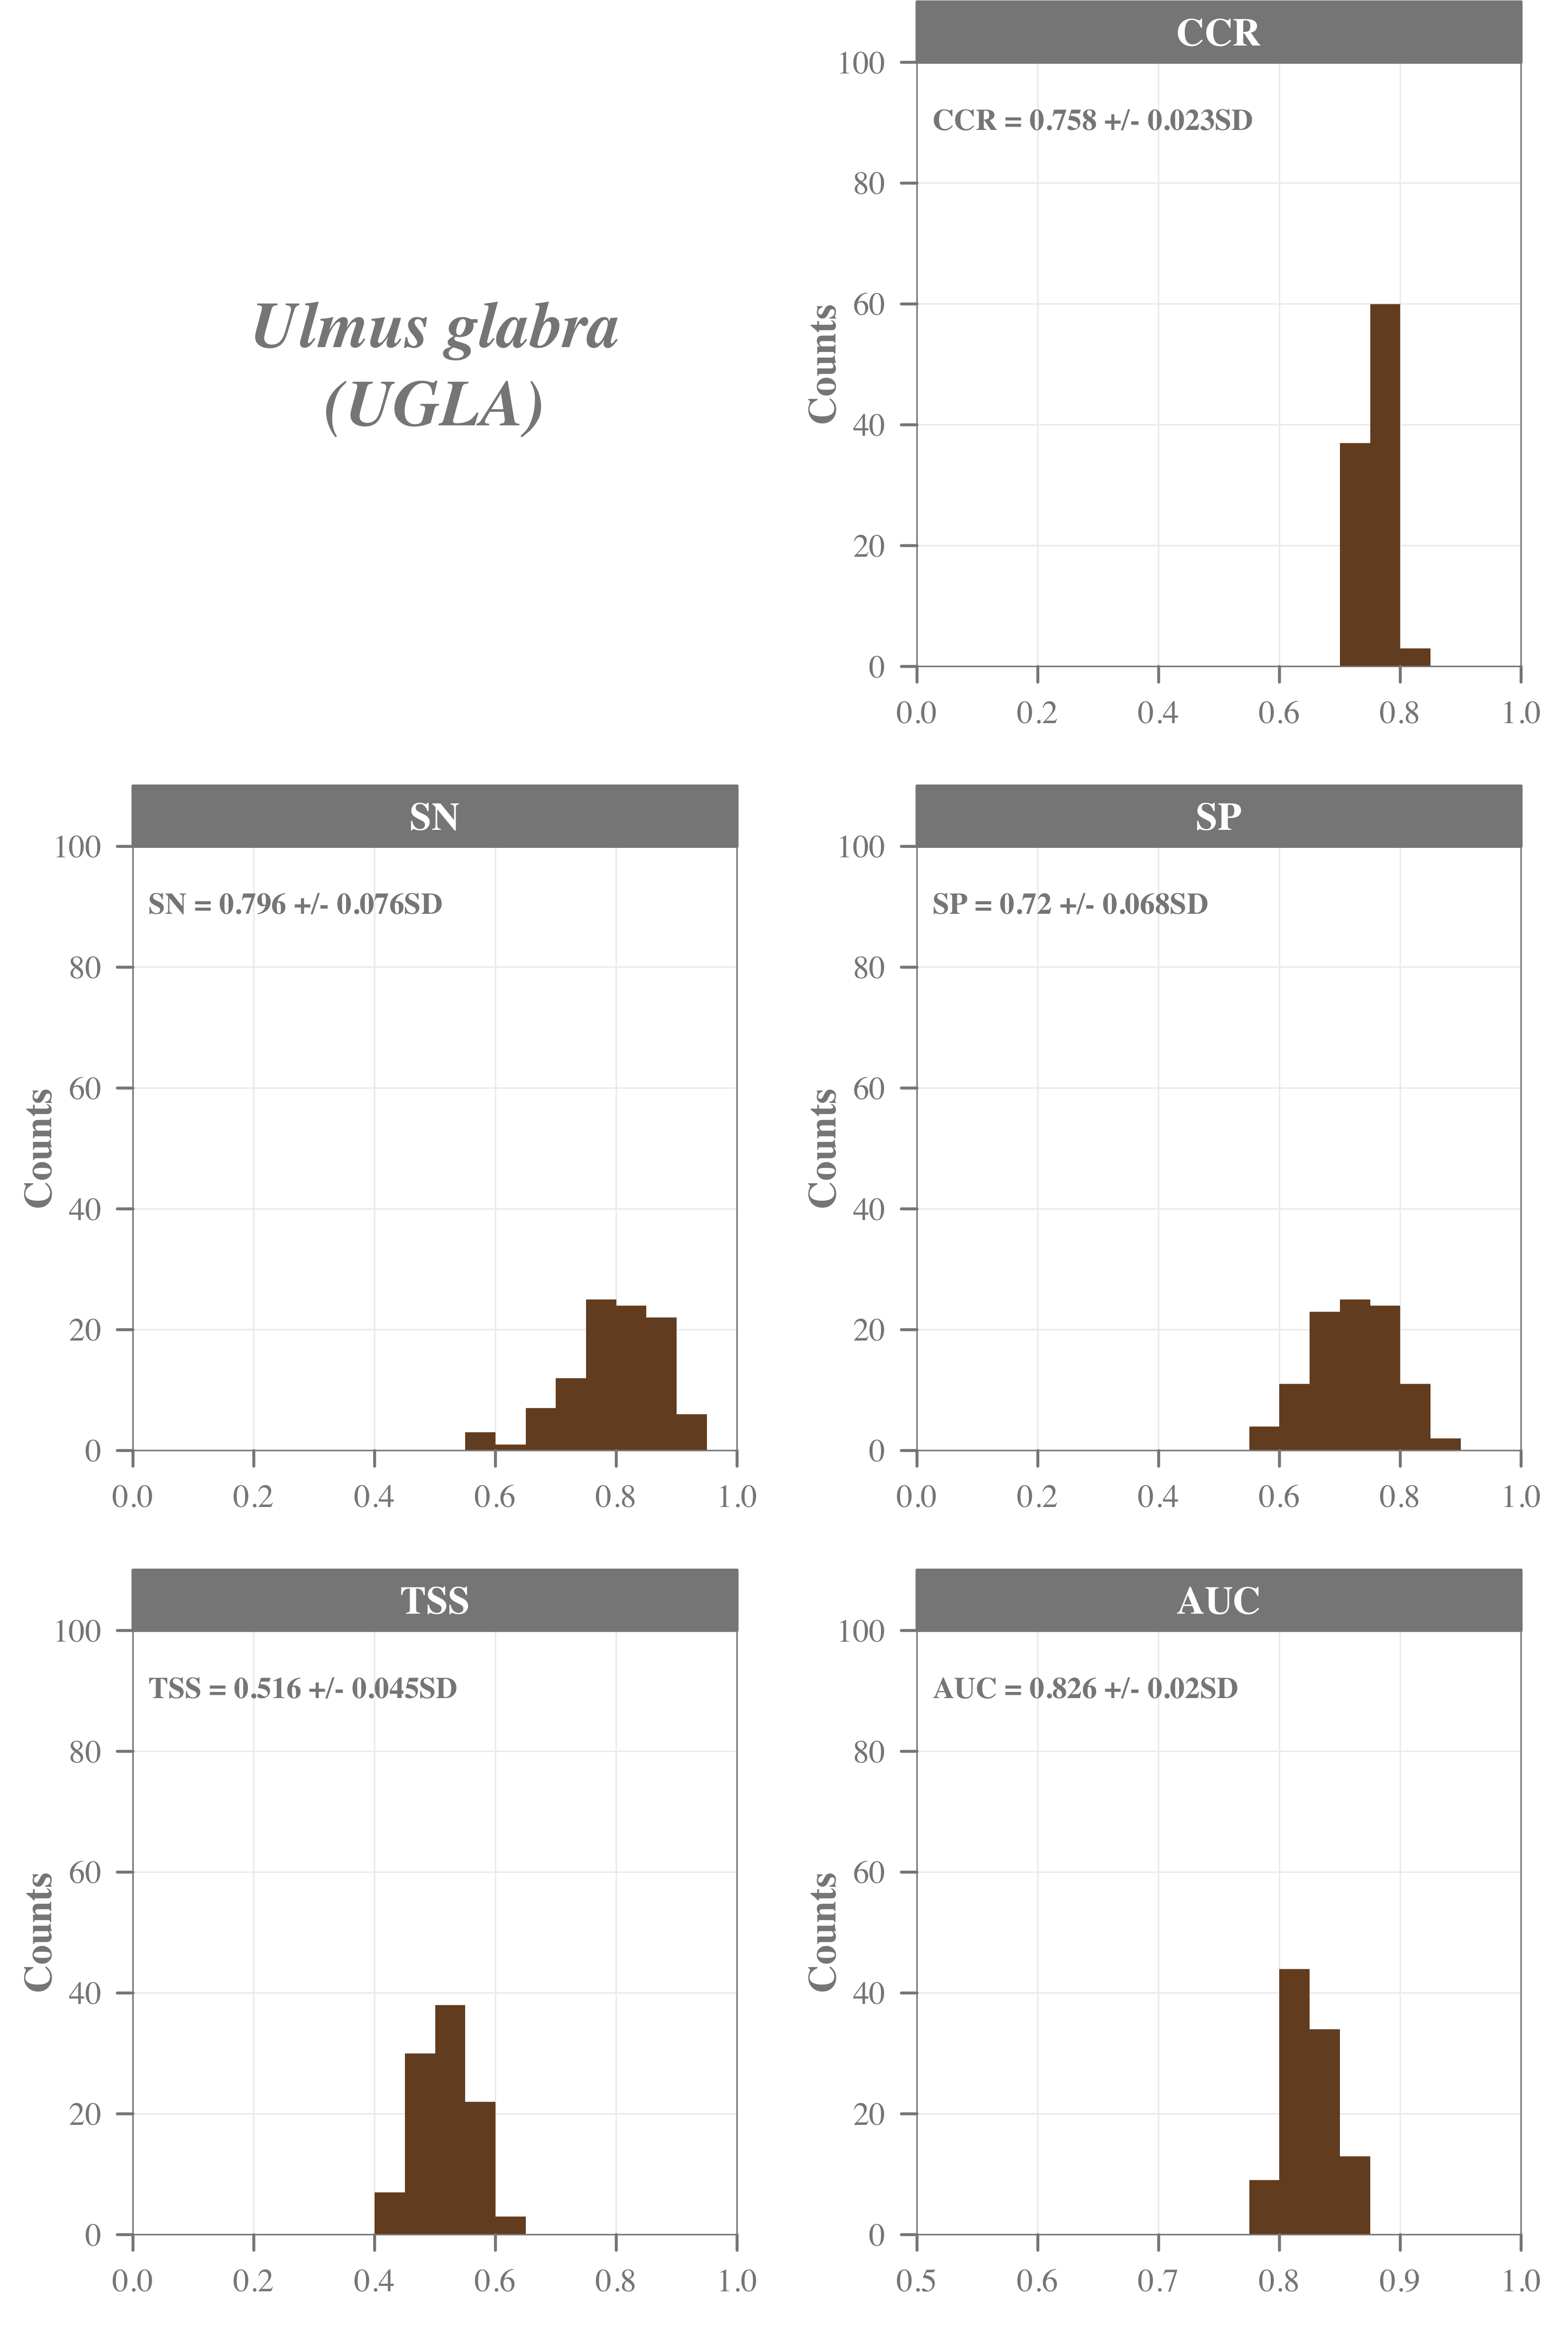 Ulmus glabra
(UGLA)
CCR
CCR = 0.758 +/- 0.023SD
Counts
100
80
60
40
20
0
0.0 0.2 0.4 0.6 0.8 1.0
SN
SN = 0.796 +/- 0.076SD
Counts
100
80
60
40
20
0
0.0 0.2 0.4 0.6 0.8 1.0
SP
SP = 0.72 +/- 0.068SD
Counts
100
80
60
40
20
0
0.0 0.2 0.4 0.6 0.8 1.0
TSS
TSS = 0.516 +/- 0.045SD
Counts
100
80
60
40
20
0
0.0 0.2 0.4 0.6 0.8 1.0
AUC
AUC = 0.826 +/- 0.02SD
Counts
100
80
60
40
20
0
0.5 0.6 0.7 0.8 0.9 1.0